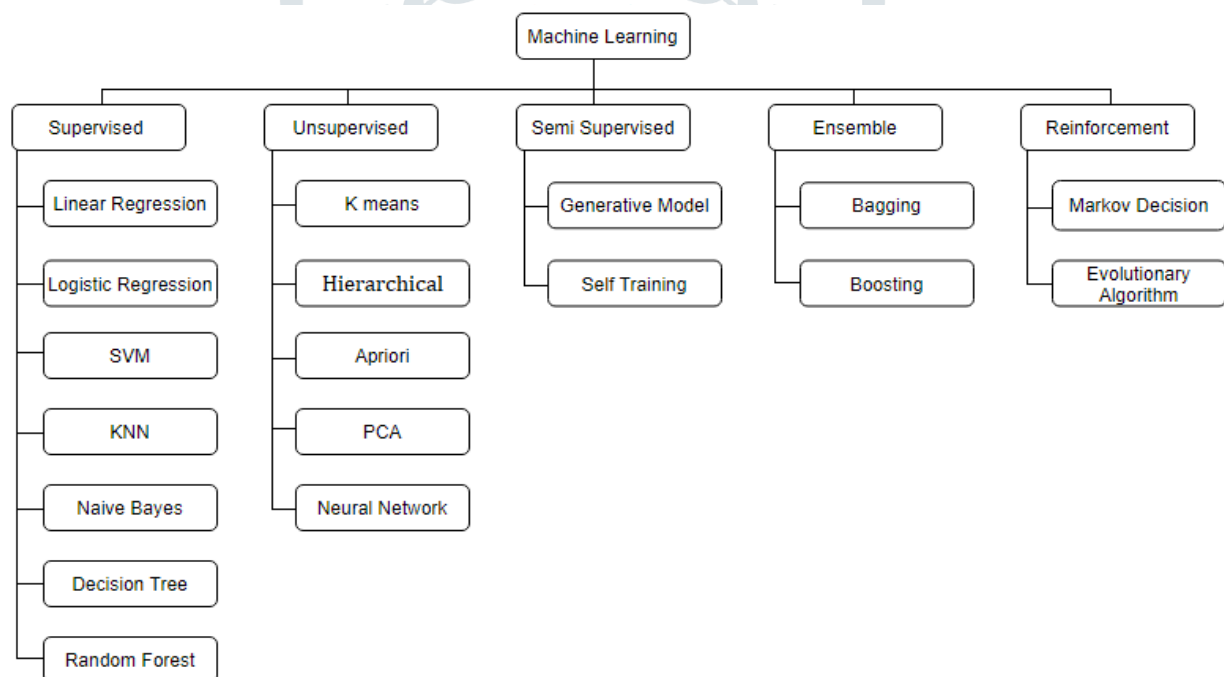 Machine Learning
Supervised
Unsupervised
Semi Supervised
Ensemble
Reinforcement
Linear Regression
K means
Generative Model
Bagging
Markov Decision
Logistic Regression
Hierarchical
Self Training
Boosting
Evolutionary
Algorithm
SVM
Apriori
KNN
PCA
Naive Bayes
Neural Network
Decision Tree
Random Forest